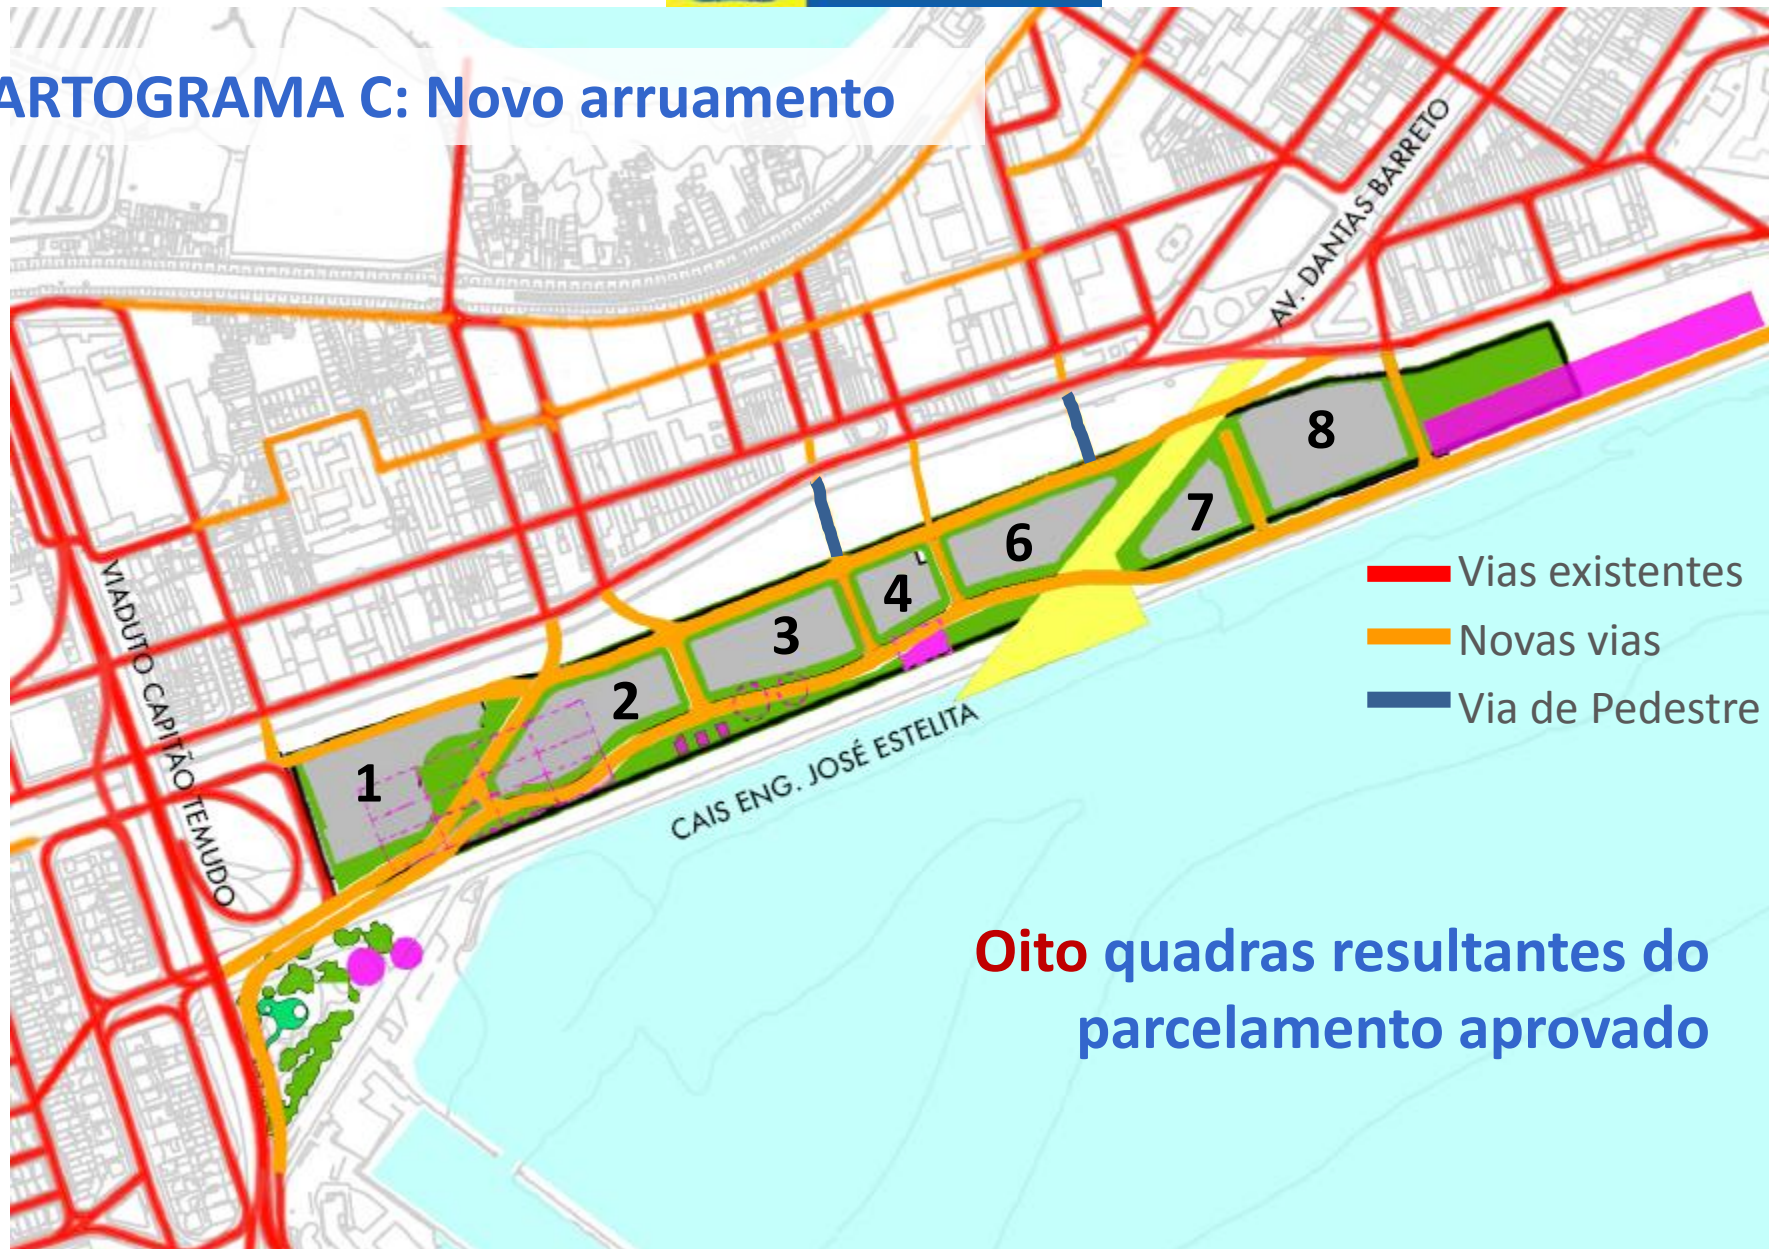 ARTOGRAMA C: Novo arruamento
AV. DANTAS BARRETO
8
7
6
4
3
2
1
Vias existentes
Novas vias
Via de Pedestre
VIADUTO CAPITÃO TEMUDO
CAIS ENG. JOSÉ ESTELITA
Oito quadras resultantes do
parcelamento aprovado